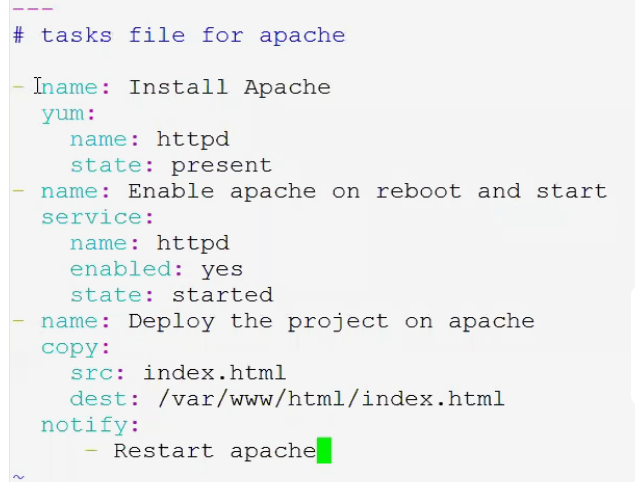 ---
# tasks file for apache

- name: Install Apache
  yum:
    name: httpd
    state: present
- name: Enable apache on reboot and start
  service:
    name: httpd
    enabled: yes
    state: started
- name: Deploy the project on apache
  copy:
    src: index.html
    dest: /var/www/html/index.html
  notify:
     - Restart apache
~